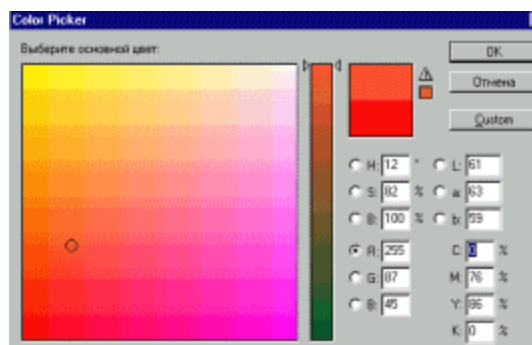 Color Picker
Выберите основной цвет:
OK
Отмена
Custom
H: 12 °
L: 61
S: 82 %
a: 63
B: 100 %
b: 59
R: 255
C: 0 %
G: 87
M: 76 %
B: 45
Y: 86 %
K: 0 %